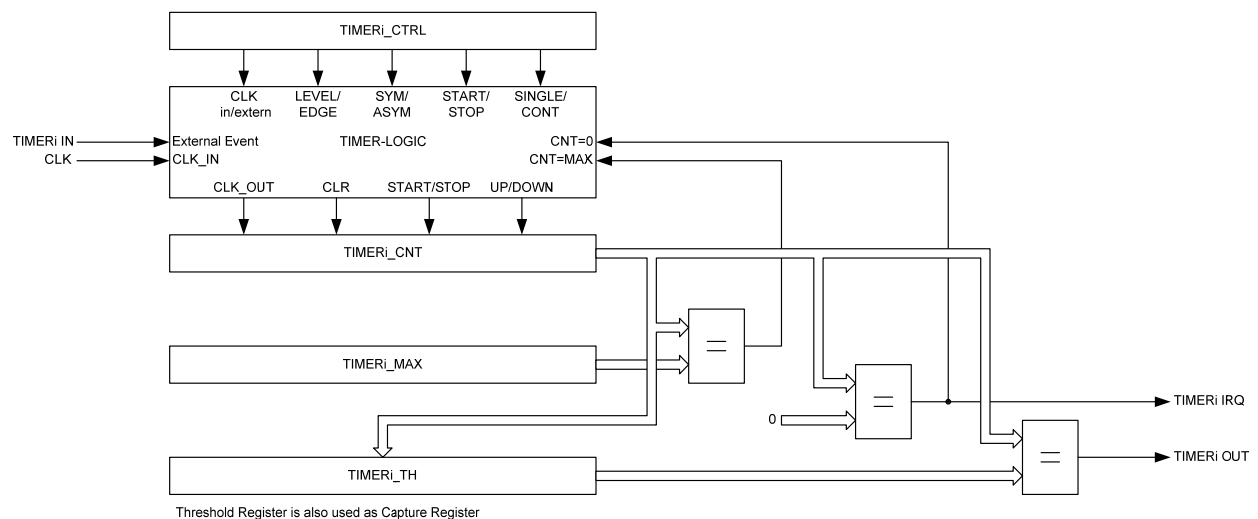 TIMERi_CTRL
CLK
in/extern
LEVEL/
EDGE
SYM/
ASYM
START/
STOP
SINGLE/
CONT
TIMERi IN
External Event
TIMER-LOGIC
CNT=0
CLK
CLK_IN
CNT=MAX
CLK_OUT
CLR
START/STOP
UP/DOWN
TIMERi_CNT
=
TIMERi_MAX
=
TIMERi IRQ
0
=
TIMERi OUT
TIMERi_TH
Threshold Register is also used as Capture Register